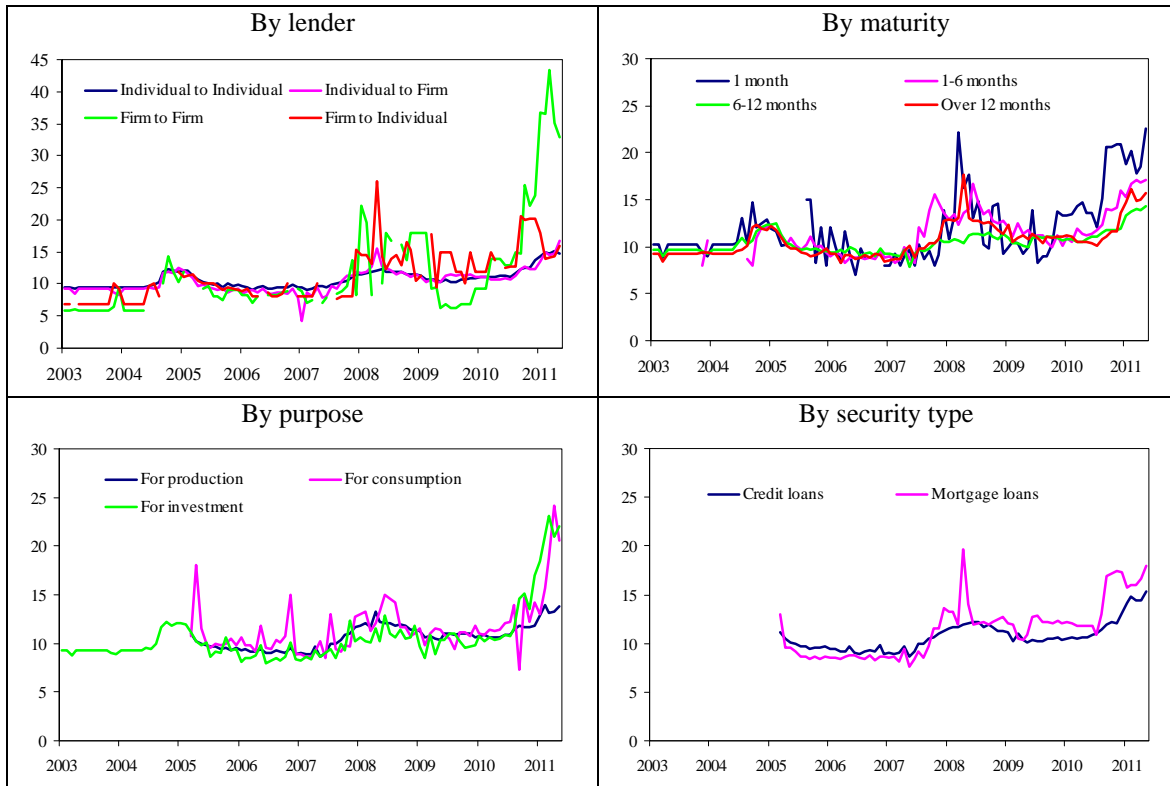 By lender
45
40
35
30
25
20
15
10
5
0
Individual to Individual
Individual to Firm
Firm to Firm
Firm to Individual
2003 2004 2005 2006 2007 2008 2009 2010 2011
By maturity
30
25
20
15
10
5
0
1 month
1-6 months
6-12 months
Over 12 months
2003 2004 2005 2006 2007 2008 2009 2010 2011
By purpose
30
25
20
15
10
5
0
For production
For consumption
For investment
2003 2004 2005 2006 2007 2008 2009 2010 2011
By security type
30
25
20
15
10
5
0
Credit loans
Mortgage loans
2003 2004 2005 2006 2007 2008 2009 2010 2011